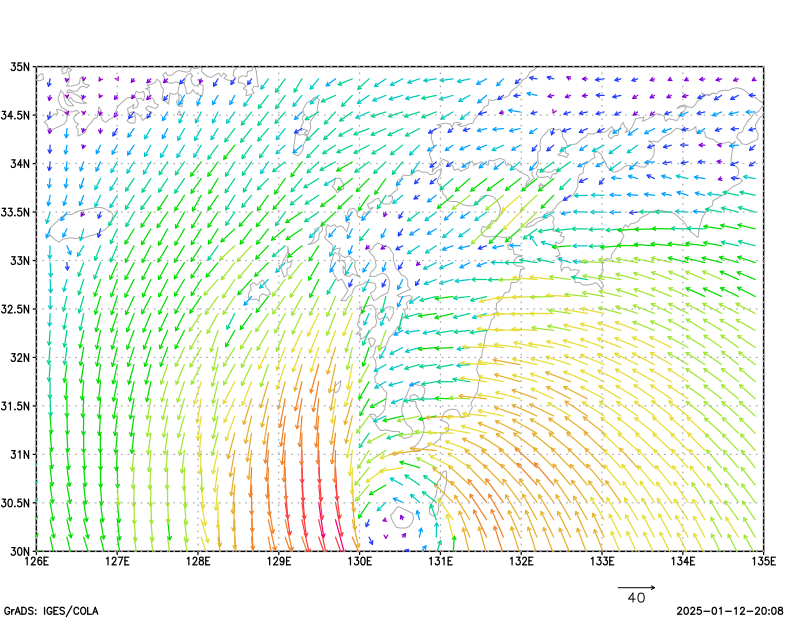 35N
34.5N
34N
33.5N
33N
32.5N
32N
31.5N
31N
30.5N
30N
126E 127E 128E 129E 130E 131E 132E 133E 134E 135E
40
GrADS: IGES/COLA 2025-01-12-20:08